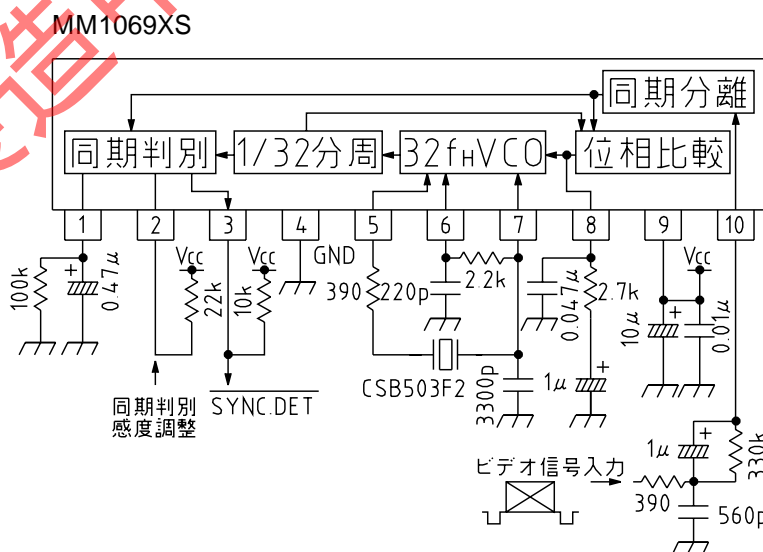 MM1069XS
同期分離
同期判別 1/32分周 32fHVCO 位相比較
1 2 3 4 5 6 7 8 9 10
GND
Vcc Vcc Vcc
100k
0.47μ
22k
10k
390
220p
2.2k
0.047μ
2.7k
10μ
0.01μ
CSB503F2
3300p
1μ
同期判別
感度調整
SYNC.DET
ビデオ信号入力
1μ
330k
390
560p